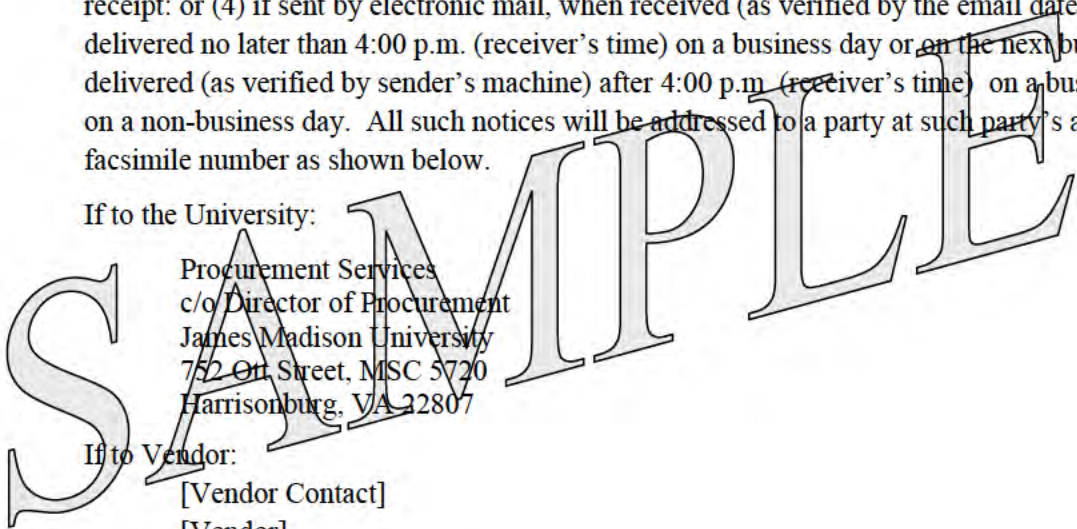 receipt: or (4) if sent by electronic mail, when received (as verified by the email date
delivered no later than 4:00 p.m. (receiver's time) on a business day or on the next bu
delivered (as verified by sender's machine) after 4:00 p.m. (receiver's time)  on a bus
on a non-business day.  All such notices will be addressed to a party at such party's a
facsimile number as shown below.
If to the University:
Procurement Services
c/o Director of Procurement
James Madison University
752 Ott Street, MSC 5720
Harrisonburg, VA 22807
If to Vendor:
[Vendor Contact]
[Vendor]
SAMPLE